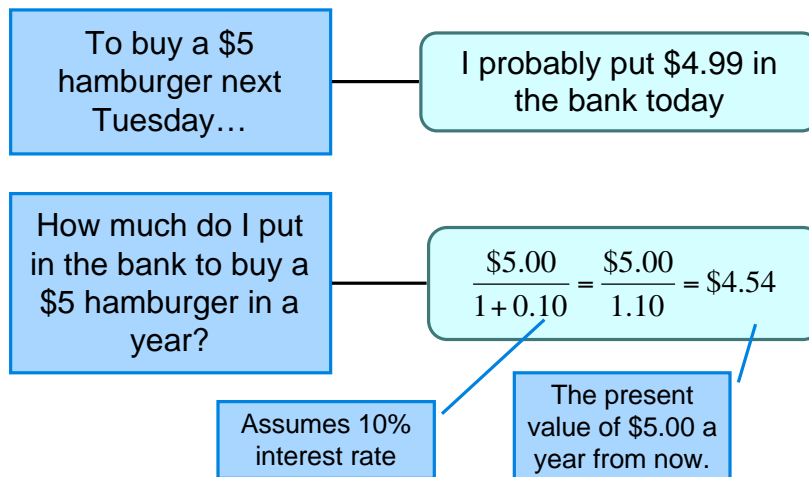 To buy a $5
hamburger next
Tuesday…
I probably put $4.99 in
the bank today
How much do I put
in the bank to buy a
$5 hamburger in a
year?
$5.00 / 1 + 0.10 = $5.00 / 1.10 = $4.54
Assumes 10%
interest rate
The present
value of $5.00 a
year from now.